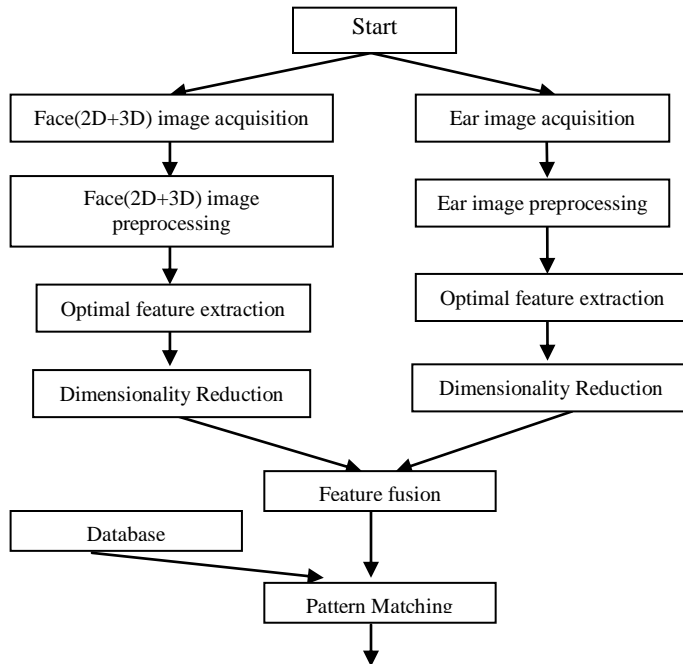 Start
Face(2D+3D) image acquisition
Ear image acquisition
Face(2D+3D) image
preprocessing
Ear image preprocessing
Optimal feature extraction
Optimal feature extraction
Dimensionality Reduction
Dimensionality Reduction
Feature fusion
Database
Pattern Matching